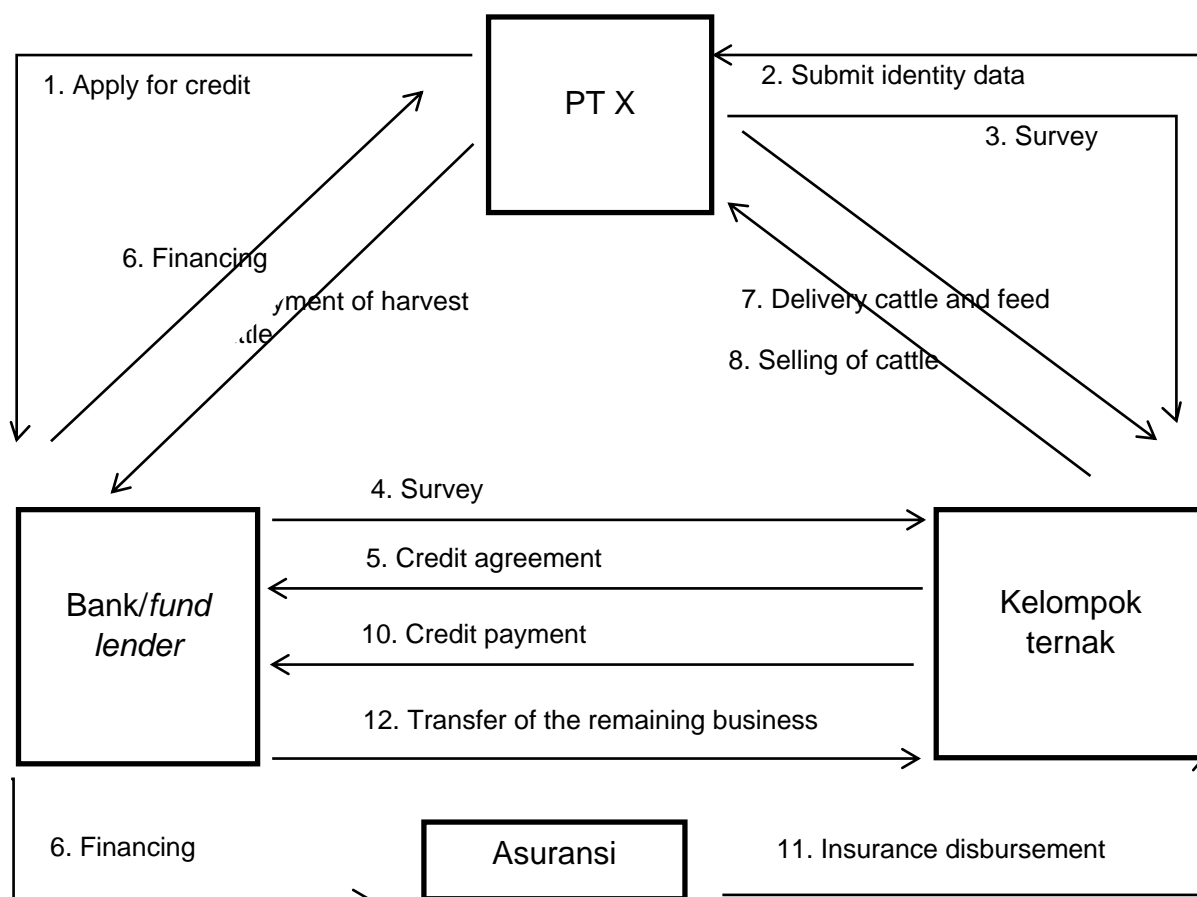 PT X
1. Apply for credit
2. Submit identity data
3. Survey
6. Financing
of harvest
7. Delivery cattle and feed
8. Selling of cattle
4. Survey
5. Credit agreement
Bank/fund
lender
Kelompok
ternak
10. Credit payment
12. Transfer of the remaining business
6. Financing
Asuransi
11. Insurance disbursement